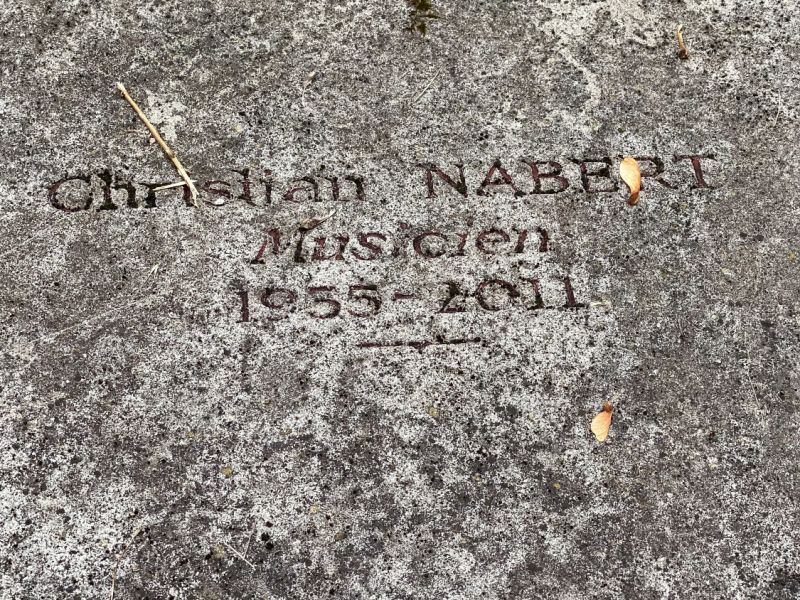 Christian NABERT
Musicien
1955-2011